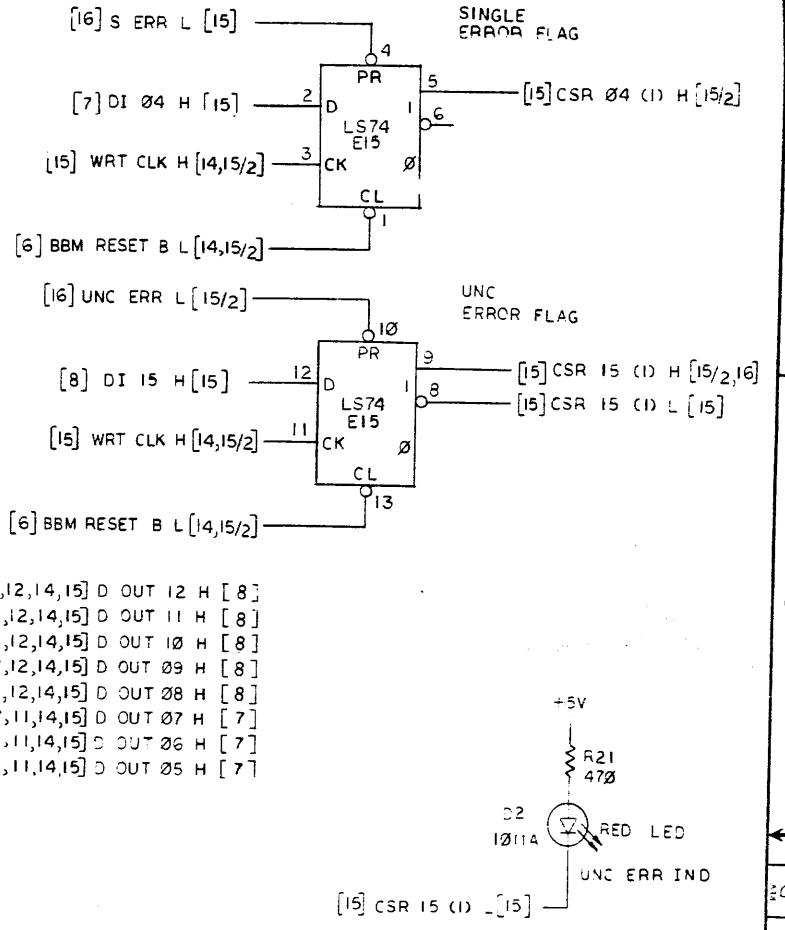 SINGLE
ERROR FLAG
[16] S ERR L [15]
4
PR
[7] DI Ø4 H [15]
2
D
1
5
[15] CSR Ø4 (1) H [15/2]
6
LS74
E15
[15] WRT CLK H [14,15/2]
3
CK
Ø
CL
1
[6] BBM RESET B L [14,15/2]
[16] UNC ERR L [15/2]
UNC
ERROR FLAG
1Ø
PR
[8] DI 15 H [15]
12
D
1
9
[15] CSR 15 (1) H [15/2,16]
8
[15] CSR 15 (1) L [15]
LS74
E15
[15] WRT CLK H [14,15/2]
11
CK
Ø
CL
13
[6] BBM RESET B L [14,15/2]
,12,14,15] D OUT 12 H [8]
,12,14,15] D OUT 11 H [8]
,12,14,15] D OUT 1Ø H [8]
,12,14,15] D OUT Ø9 H [8]
,12,14,15] D OUT Ø8 H [8]
,11,14,15] D OUT Ø7 H [7]
,11,14,15] D OUT Ø6 H [7]
,11,14,15] D OUT Ø5 H [7]
+5V
R21
47Ø
D2
1Ø11A
RED LED
UNC ERR IND
[15] CSR 15 (1) [15]